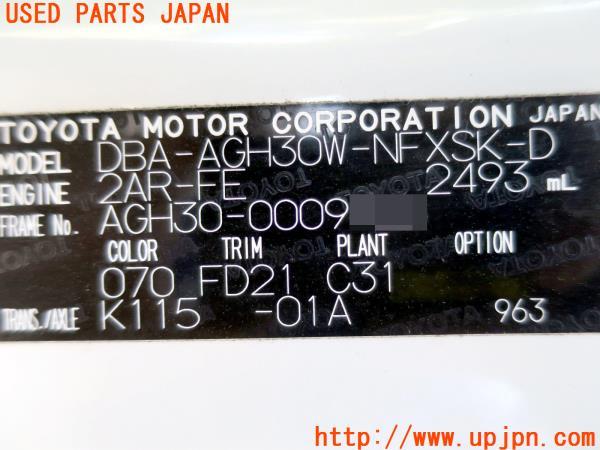 USED PARTS JAPAN
TOYOTA MOTOR CORPORATION JAPAN
MODEL DBA-AGH30W-NFXSK-D
ENGINE 2AR-FE 2493 mL
FRAME No. AGH30-0009
COLOR TRIM PLANT OPTION
070 FD21 C31
TRANS./AXLE K115 -01A 963
http://www.upjpn.com/